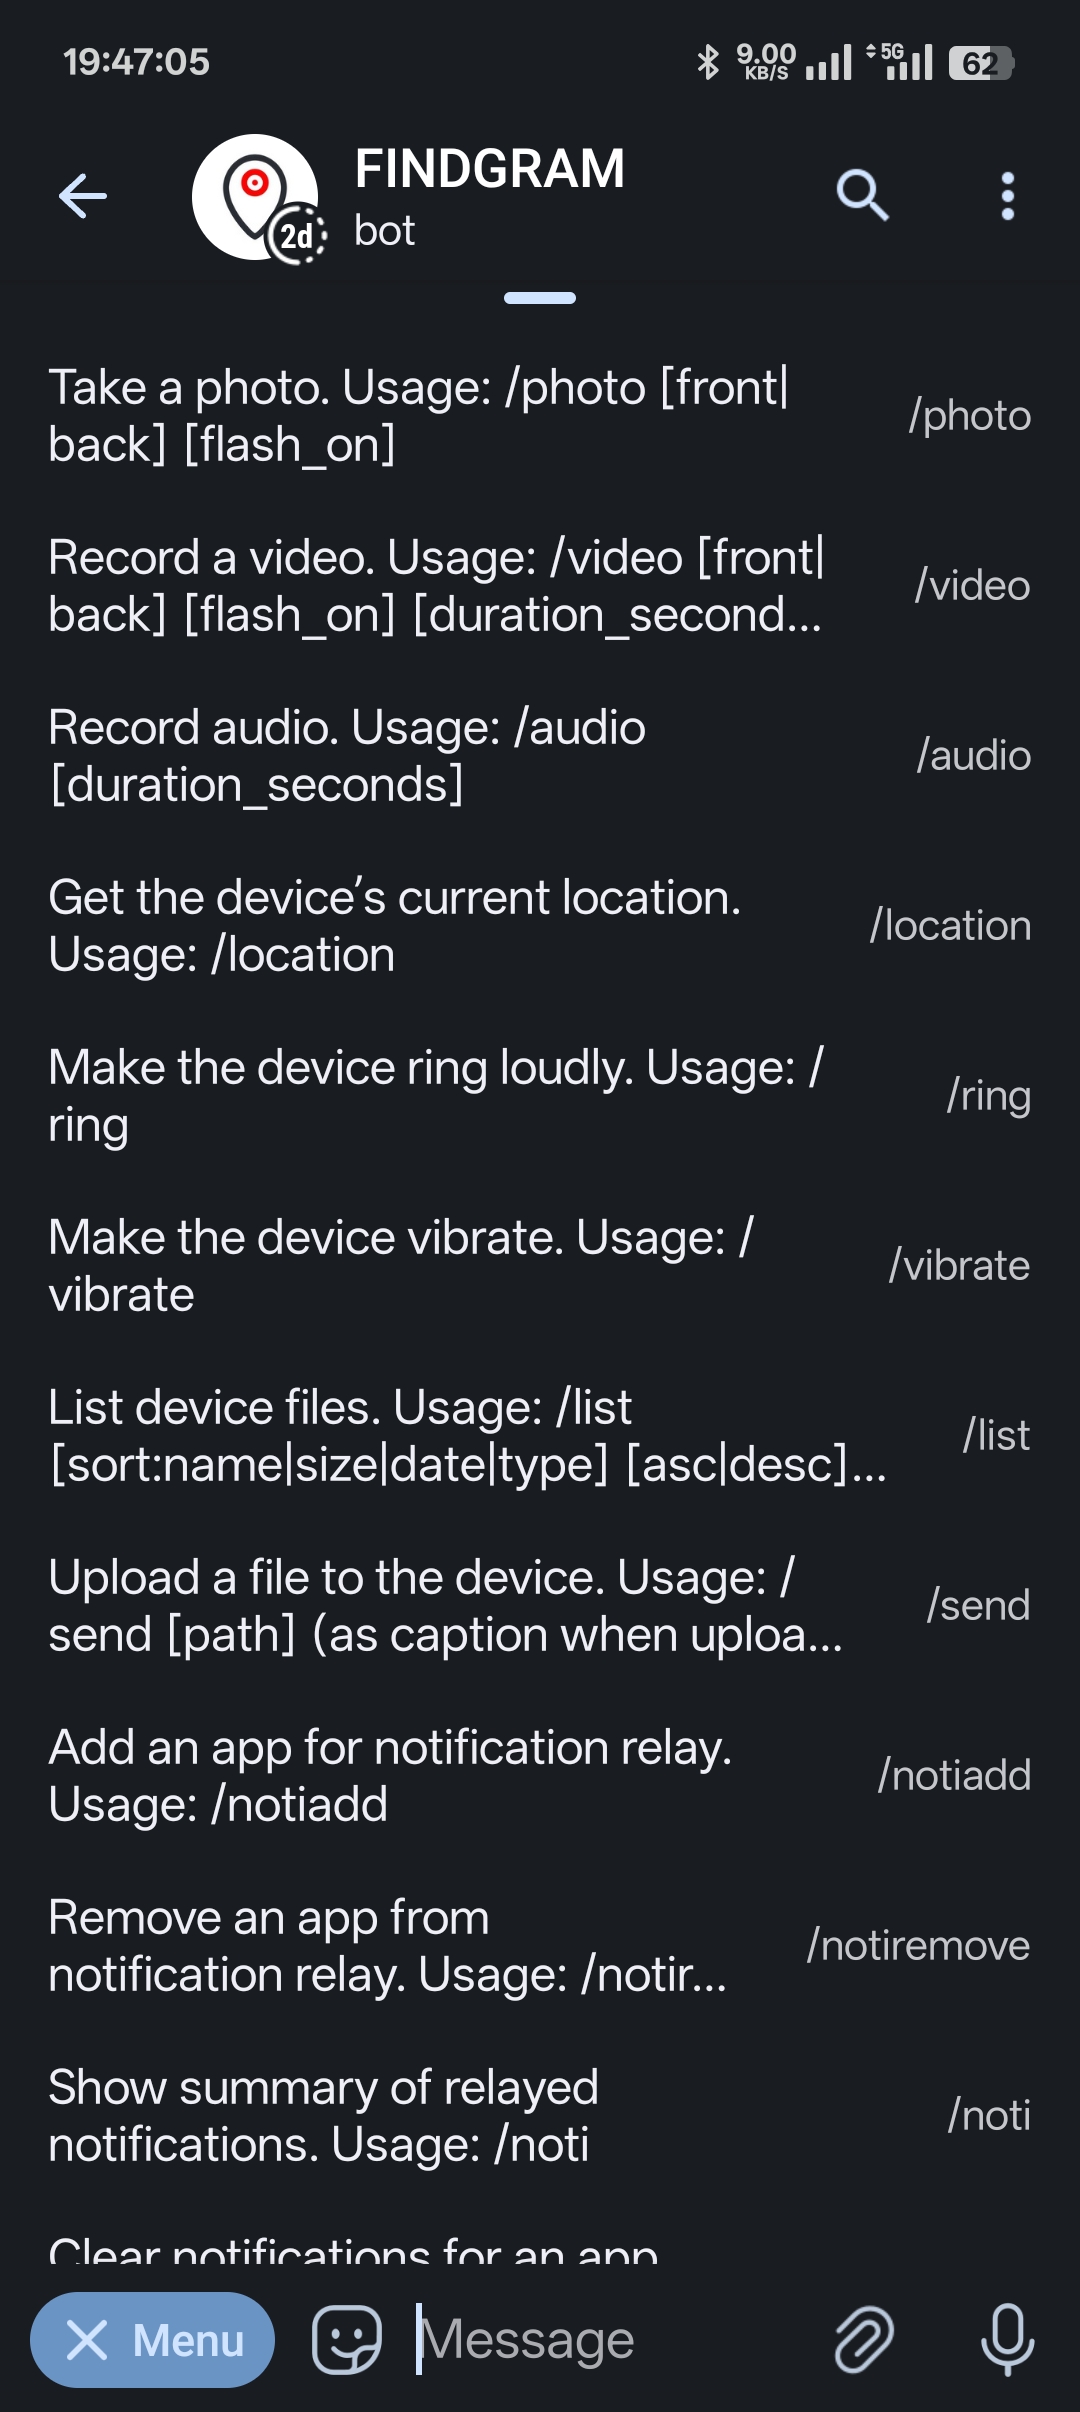 19:47:05
9.00
KB/S
5G
62
FINDGRAM
2d
bot
Take a photo. Usage: /photo [front|
back] [flash_on]
/photo
Record a video. Usage: /video [front|
back] [flash_on] [duration_second...
/video
Record audio. Usage: /audio
[duration_seconds]
/audio
Get the device’s current location.
Usage: /location
/location
Make the device ring loudly. Usage: /
ring
/ring
Make the device vibrate. Usage: /
vibrate
/vibrate
List device files. Usage: /list
[sort:name|size|date|type] [asc|desc]...
/list
Upload a file to the device. Usage: /
send [path] (as caption when uploa...
/send
Add an app for notification relay.
Usage: /notiadd
/notiadd
Remove an app from
notification relay. Usage: /notir...
/notiremove
Show summary of relayed
notifications. Usage: /noti
/noti
Clear notifications for an app
Menu
Message